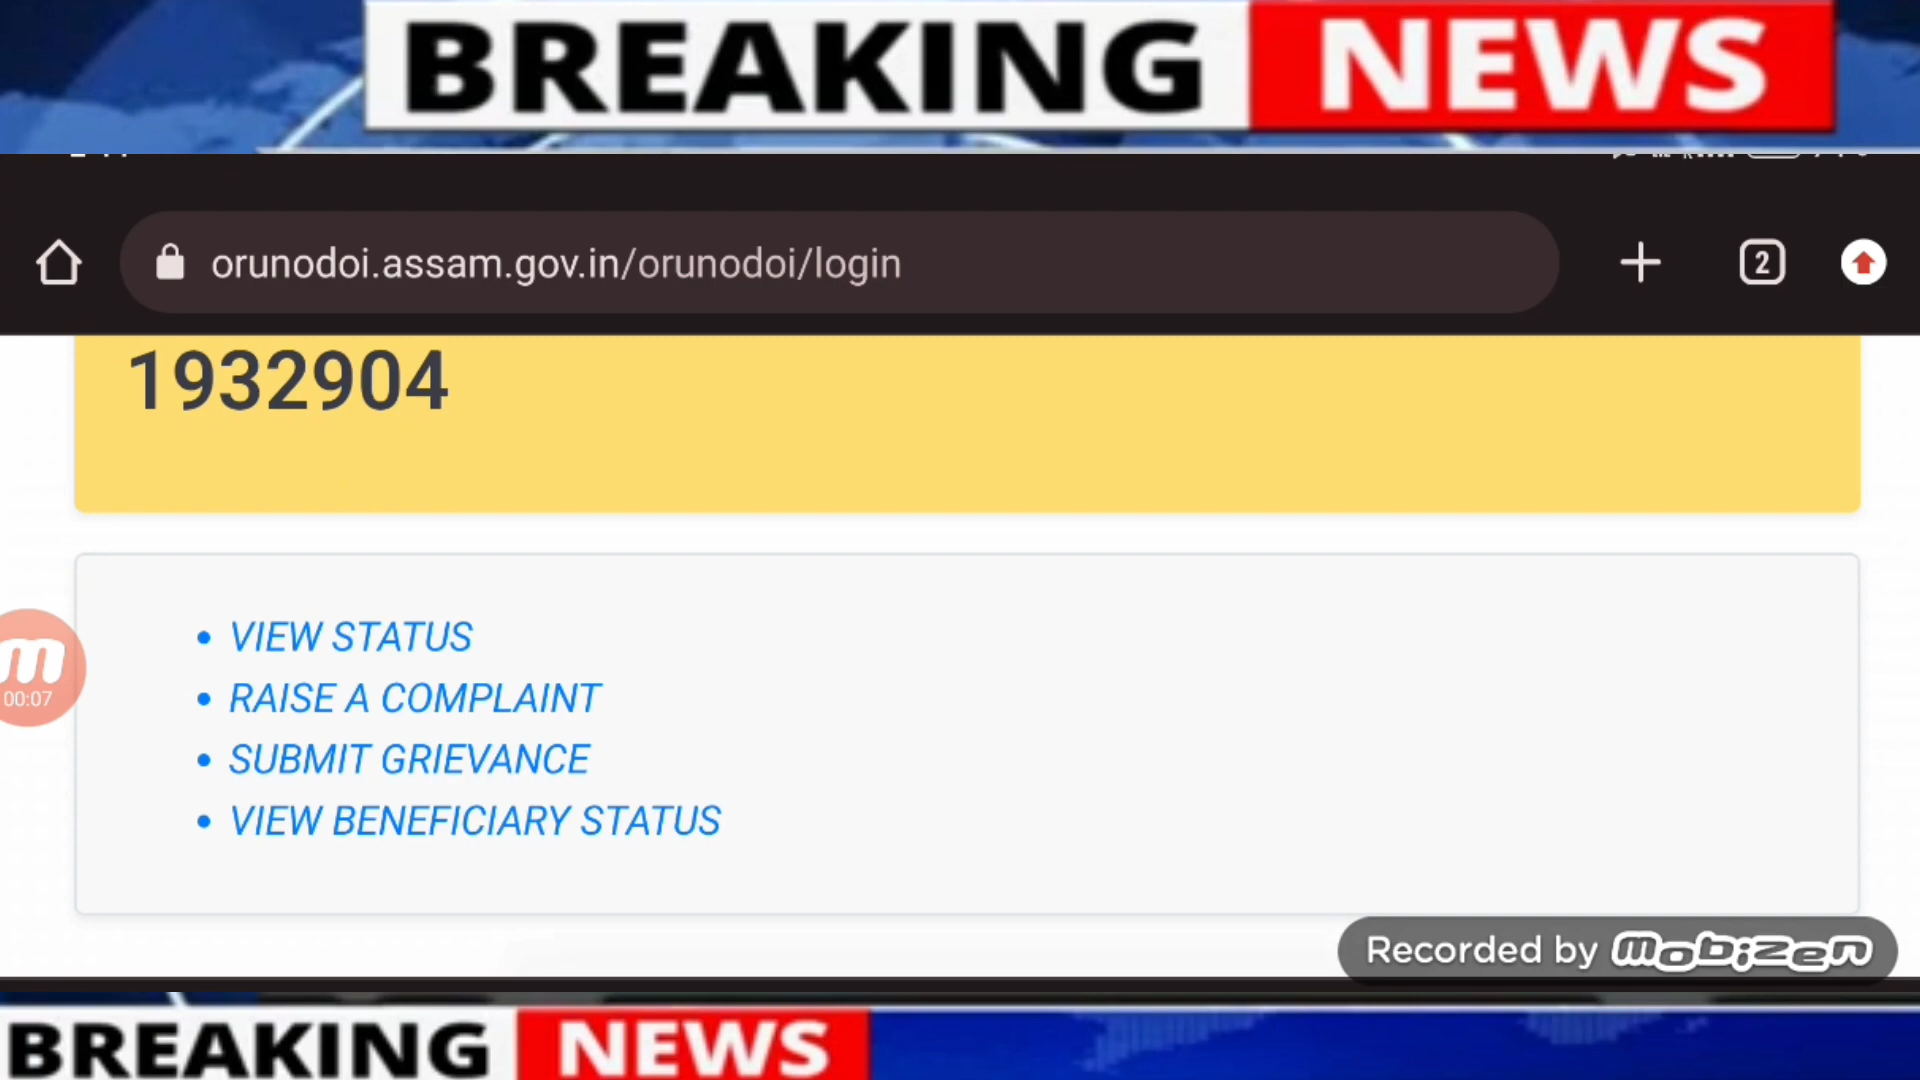 BREAKING NEWS
orunodoi.assam.gov.in/orunodoi/login
2
1932904
VIEW STATUS
RAISE A COMPLAINT
SUBMIT GRIEVANCE
VIEW BENEFICIARY STATUS
m
00:07
Recorded by mobizen
BREAKING NEWS